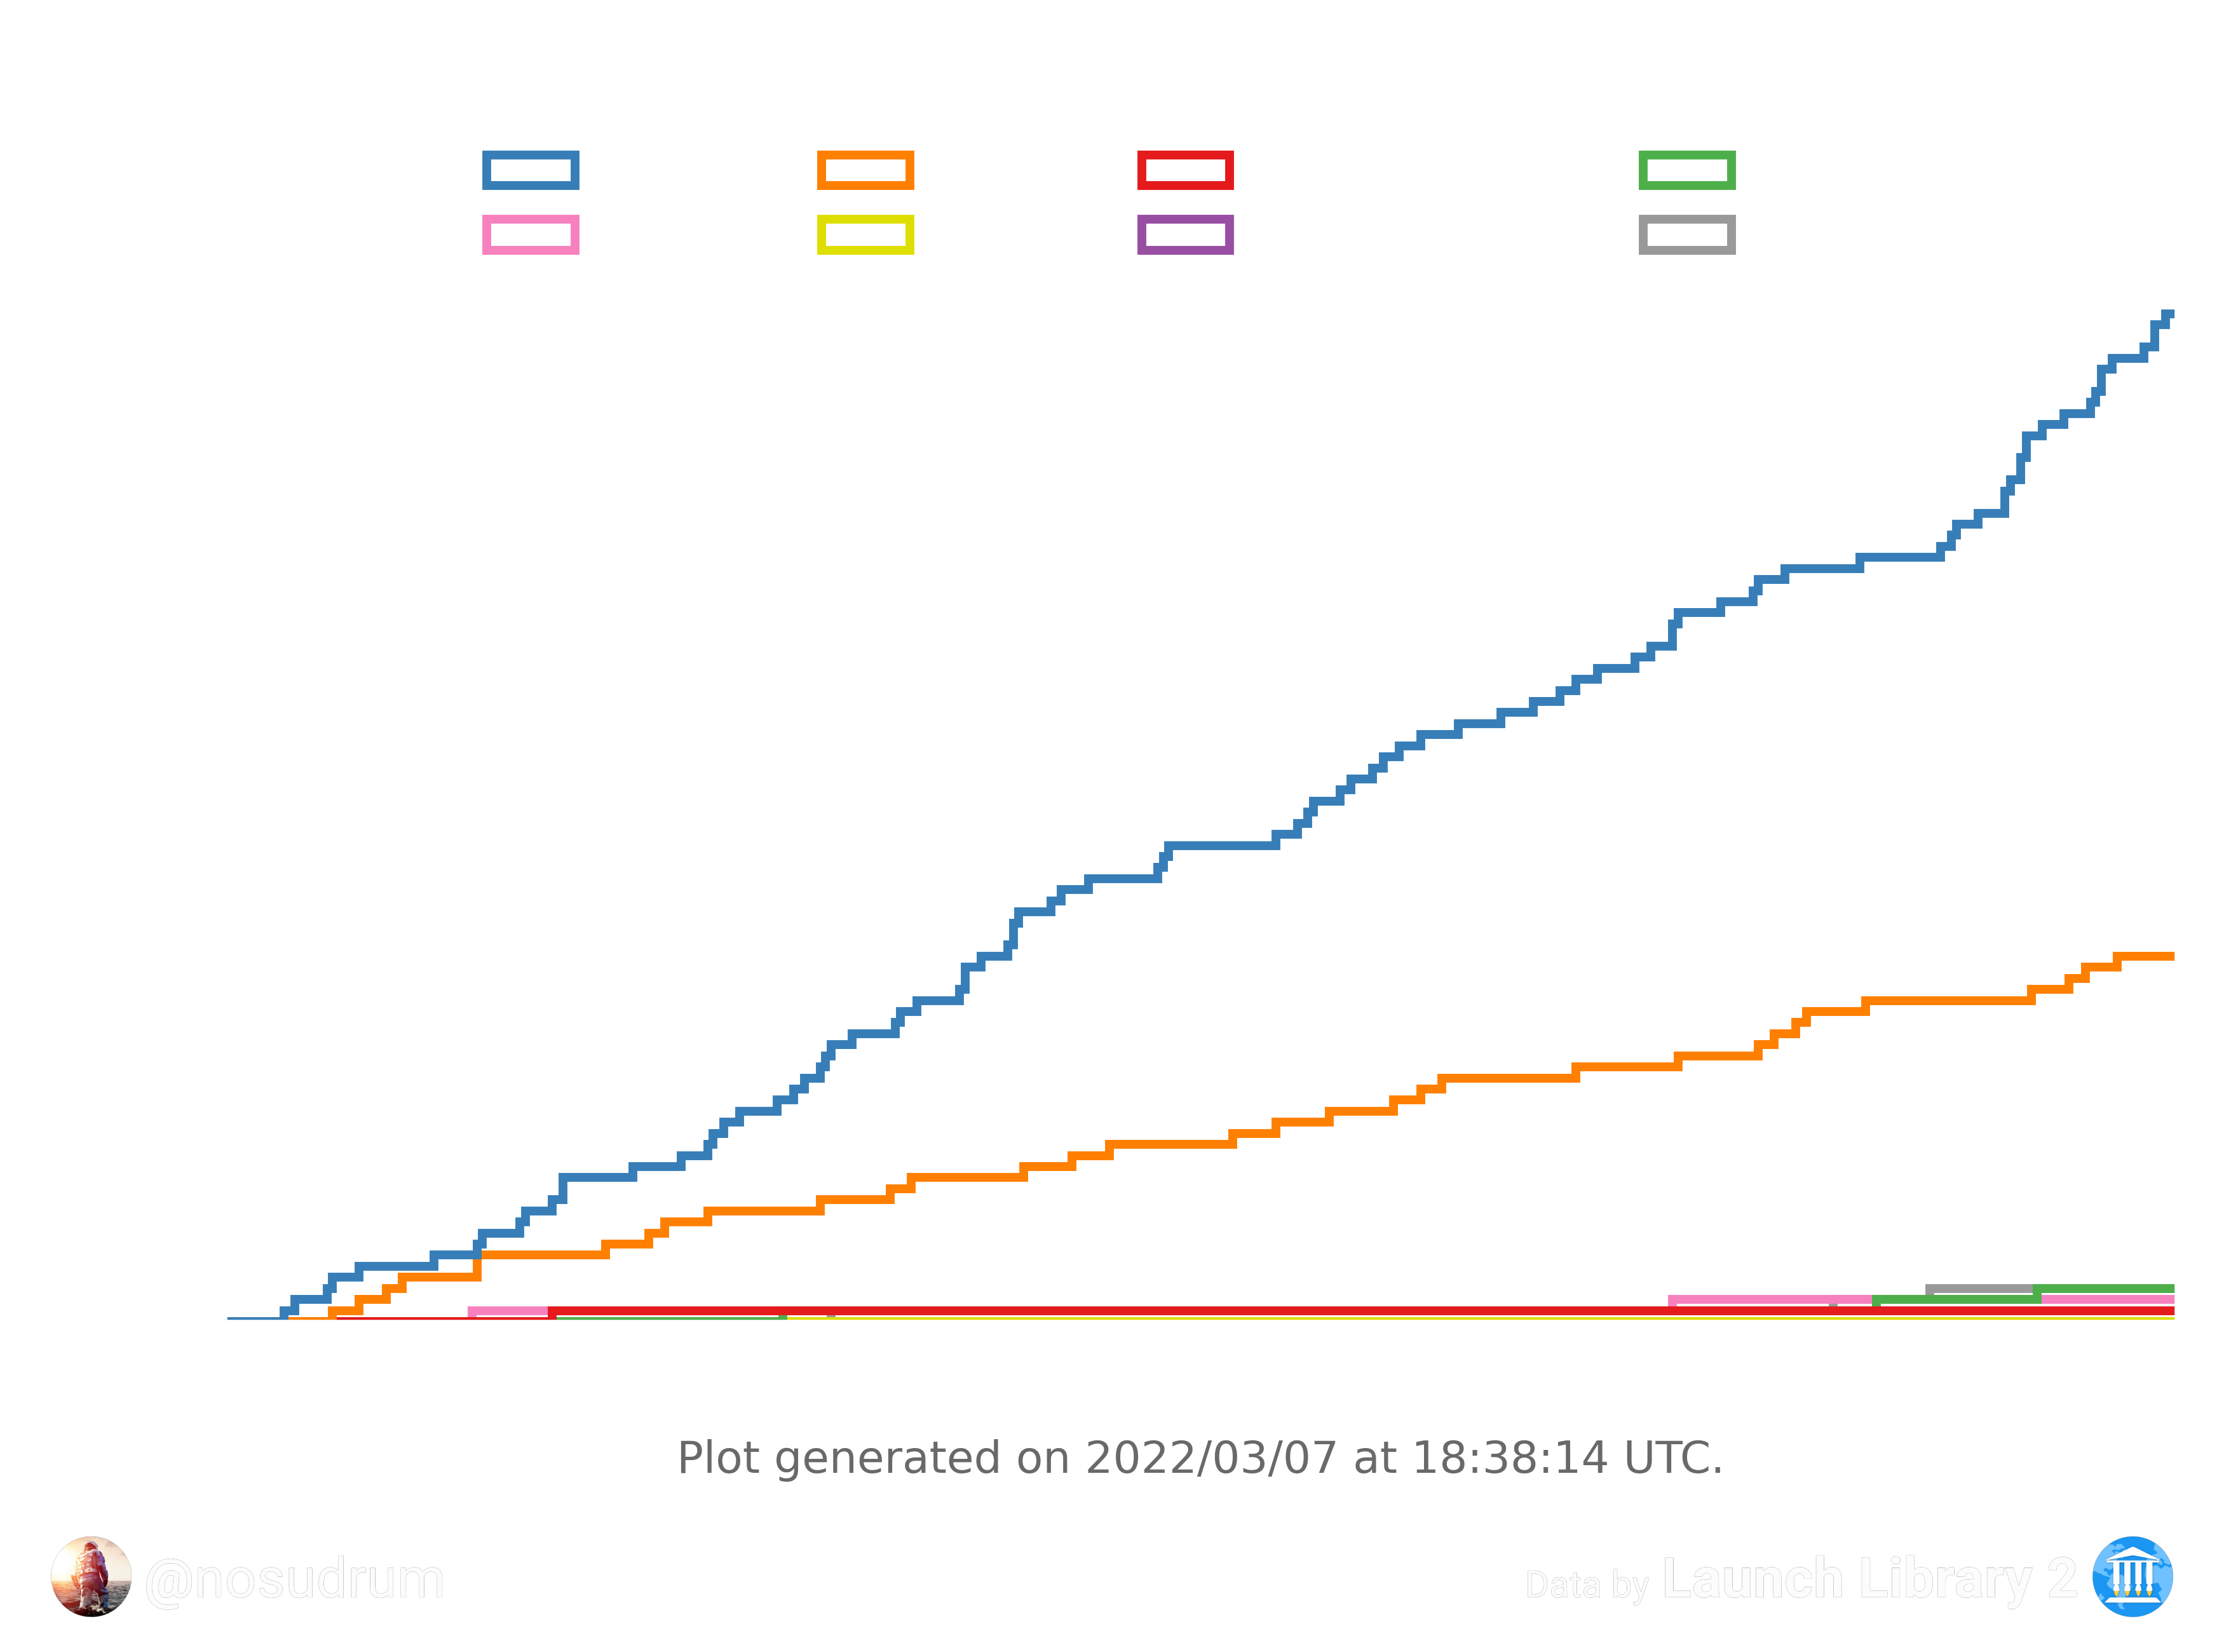 Plot generated on 2022/03/07 at 18:38:14 UTC.
@nosudrum
Data by Launch Library 2